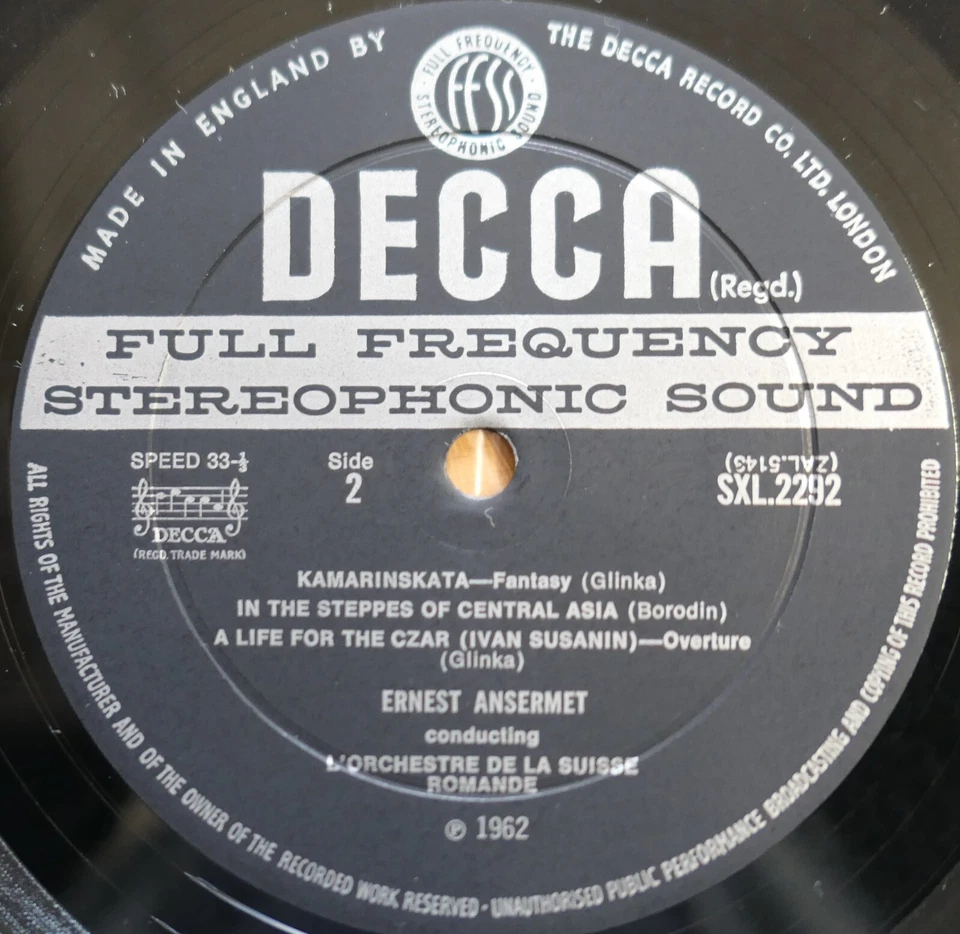 MADE IN ENGLAND BY
THE DECCA RECORD CO. LTD. LONDON
· FULL FREQUENCY ·
FFSS
STEREOPHONIC SOUND
DECCA (Regd.)
FULL FREQUENCY
STEREOPHONIC SOUND
SPEED 33-⅓
DECCA
(REGD. TRADE MARK)
Side
2
(ZAL.5143)
SXL.2292
KAMARINSKATA—Fantasy (Glinka)
IN THE STEPPES OF CENTRAL ASIA (Borodin)
A LIFE FOR THE CZAR (IVAN SUSANIN)—Overture
(Glinka)
ERNEST ANSERMET
conducting
L'ORCHESTRE DE LA SUISSE
ROMANDE
℗ 1962
ALL RIGHTS OF THE MANUFACTURER AND OF THE OWNER OF THE RECORDED WORK RESERVED · UNAUTHORISED PUBLIC PERFORMANCE BROADCASTING AND COPYING OF THIS RECORD PROHIBITED